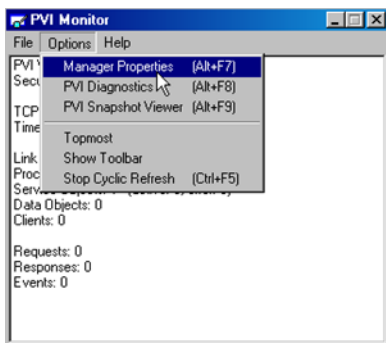 PVI Monitor
File Options Help
Manager Properties (Alt+F7)
PVI Diagnostics (Alt+F8)
PVI Snapshot Viewer (Alt+F9)
Topmost
Show Toolbar
Stop Cyclic Refresh (Ctrl+F5)
PVI
Secu
TCP
Time
Link
Proc
Data Objects: 0
Clients: 0
Requests: 0
Responses: 0
Events: 0